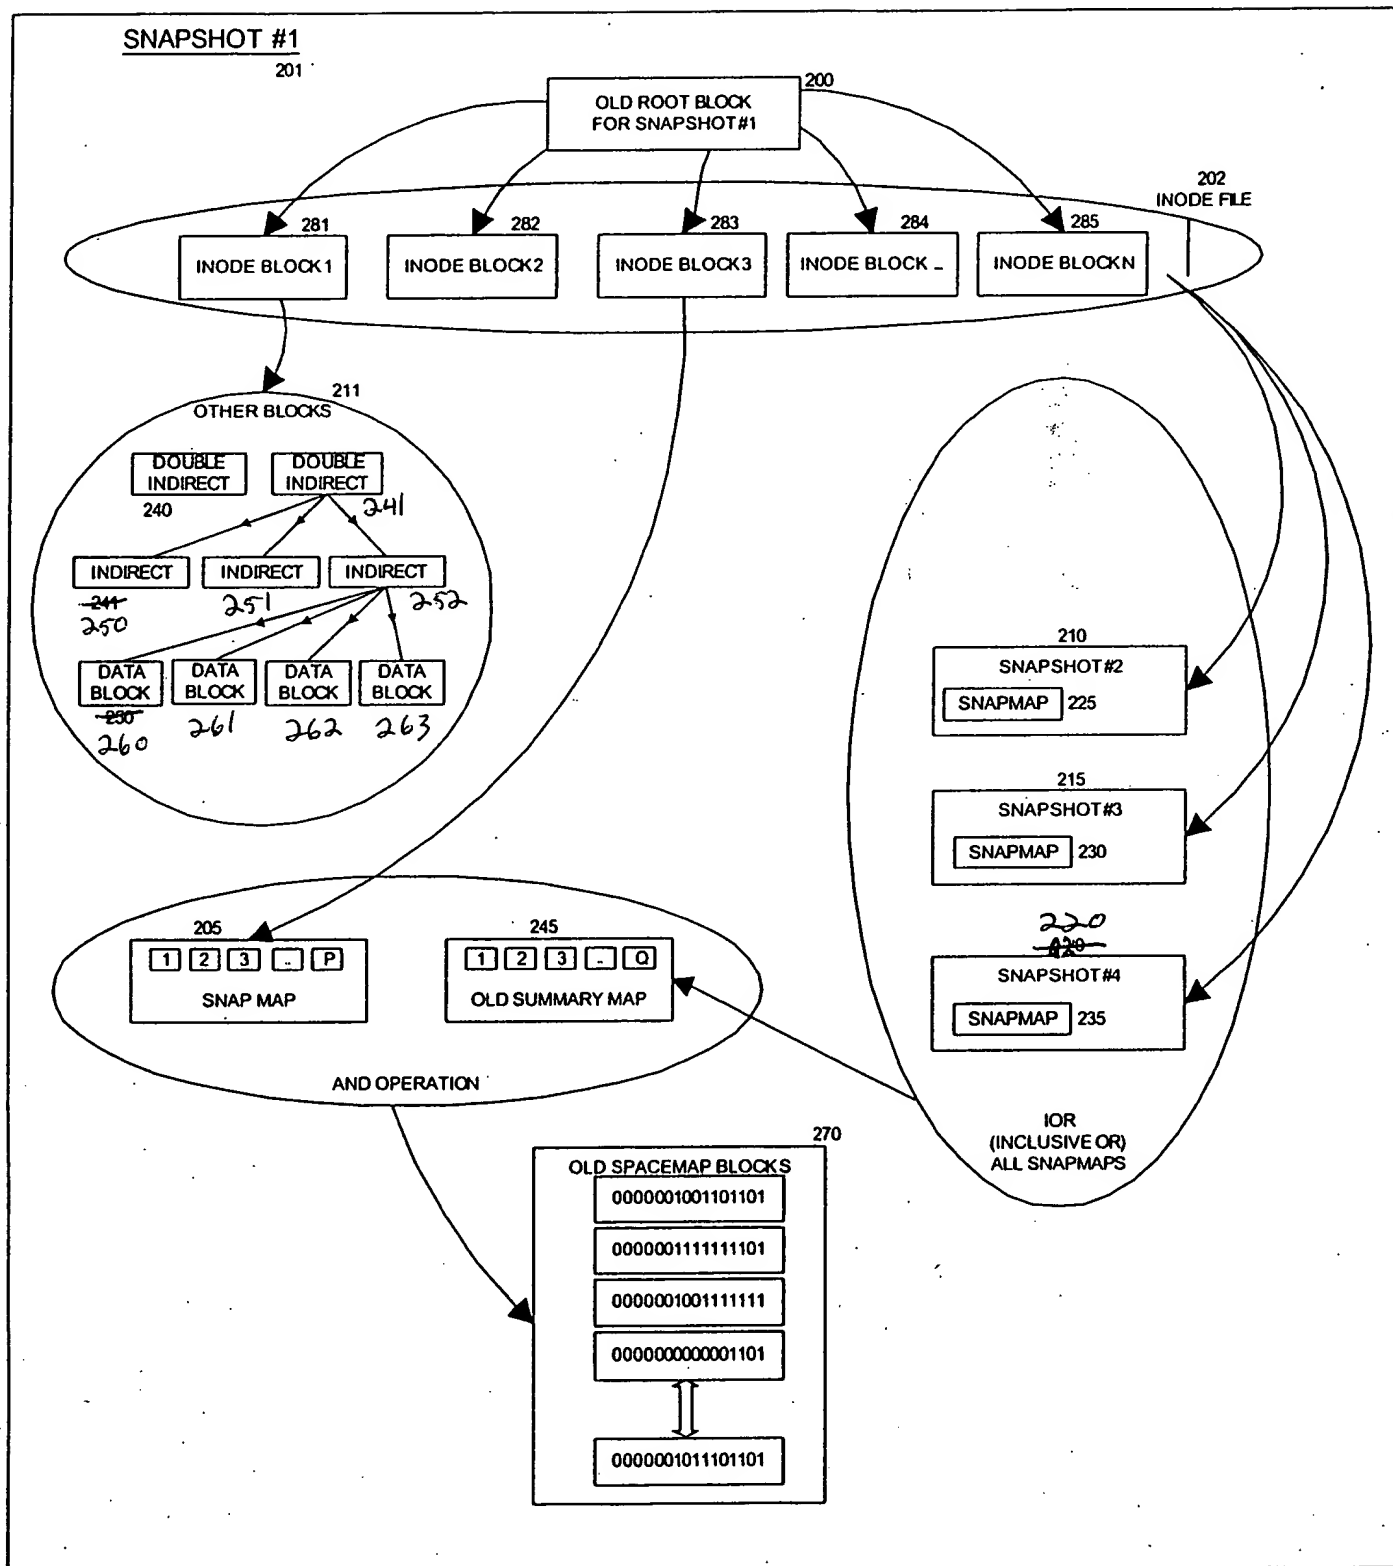 SNAPSHOT #1
201
200
OLD ROOT BLOCK
FOR SNAPSHOT#1
202
INODE FILE
281
INODE BLOCK1
282
INODE BLOCK2
283
INODE BLOCK3
284
INODE BLOCK ..
285
INODE BLOCKN
211
OTHER BLOCKS
DOUBLE
INDIRECT
240
DOUBLE
INDIRECT
241
INDIRECT
241
250
INDIRECT
251
INDIRECT
252
DATA
BLOCK
230
260
DATA
BLOCK
261
DATA
BLOCK
262
DATA
BLOCK
263
210
SNAPSHOT#2
SNAPMAP 225
215
SNAPSHOT#3
SNAPMAP 230
220
SNAPSHOT#4
SNAPMAP 235
IOR
(INCLUSIVE OR)
ALL SNAPMAPS
205
1 2 3 .. P
SNAP MAP
245
1 2 3 .. Q
OLD SUMMARY MAP
AND OPERATION
270
OLD SPACEMAP BLOCKS
0000001001101101
0000001111111101
0000001001111111
0000000000001101
0000001011101101